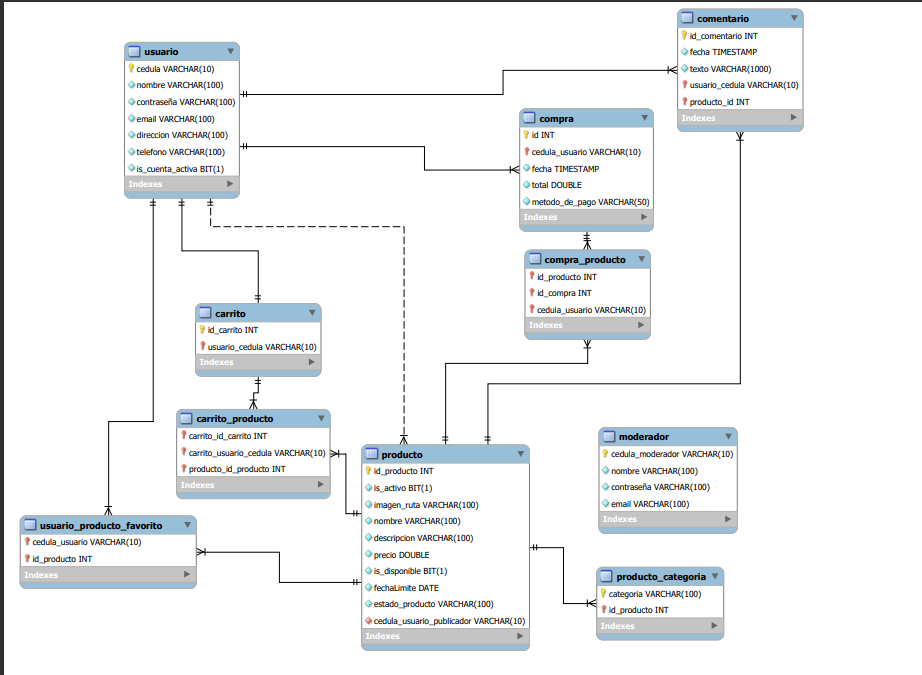 usuario
cedula VARCHAR(10)
nombre VARCHAR(100)
contraseña VARCHAR(100)
email VARCHAR(100)
direccion VARCHAR(100)
telefono VARCHAR(100)
is_cuenta_activa BIT(1)
Indexes
comentario
id_comentario INT
fecha TIMESTAMP
texto VARCHAR(1000)
usuario_cedula VARCHAR(10)
producto_id INT
Indexes
compra
id INT
cedula_usuario VARCHAR(10)
fecha TIMESTAMP
total DOUBLE
metodo_de_pago VARCHAR(50)
Indexes
compra_producto
id_producto INT
id_compra INT
cedula_usuario VARCHAR(10)
Indexes
carrito
id_carrito INT
usuario_cedula VARCHAR(10)
Indexes
carrito_producto
carrito_id_carrito INT
carrito_usuario_cedula VARCHAR(10)
producto_id_producto INT
Indexes
usuario_producto_favorito
cedula_usuario VARCHAR(10)
id_producto INT
Indexes
producto
id_producto INT
is_activo BIT(1)
imagen_ruta VARCHAR(100)
nombre VARCHAR(100)
descripcion VARCHAR(100)
precio DOUBLE
is_disponible BIT(1)
fechaLimite DATE
estado_producto VARCHAR(100)
cedula_usuario_publicador VARCHAR(10)
Indexes
moderador
cedula_moderador VARCHAR(10)
nombre VARCHAR(100)
contraseña VARCHAR(100)
email VARCHAR(100)
Indexes
producto_categoria
categoria VARCHAR(100)
id_producto INT
Indexes